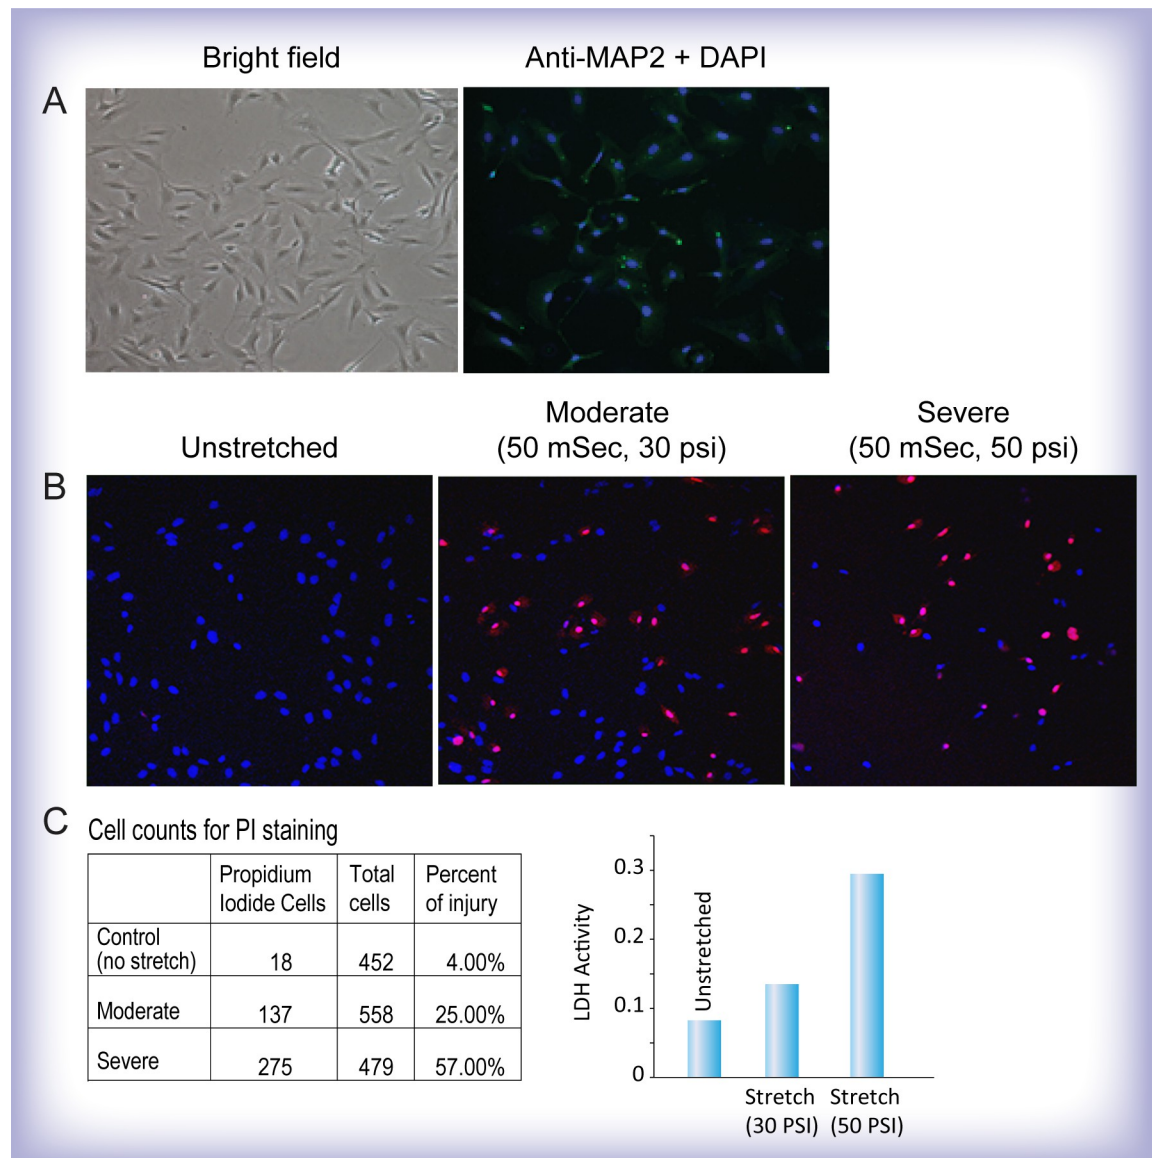 Bright field
Anti-MAP2 + DAPI
A
Moderate
Severe
Unstretched
(50 mSec, 30 psi)
(50 mSec, 50 psi)
B
C
Cell counts for PI staining
Propidium
Iodide Cells
Total
cells
Percent
of injury
Control
(no stretch)
18
452
4.00%
Moderate
137
558
25.00%
Severe
275
479
57.00%
LDH Activity
0.3
0.2
0.1
0
Unstretched
Stretch
(30 PSI)
Stretch
(50 PSI)